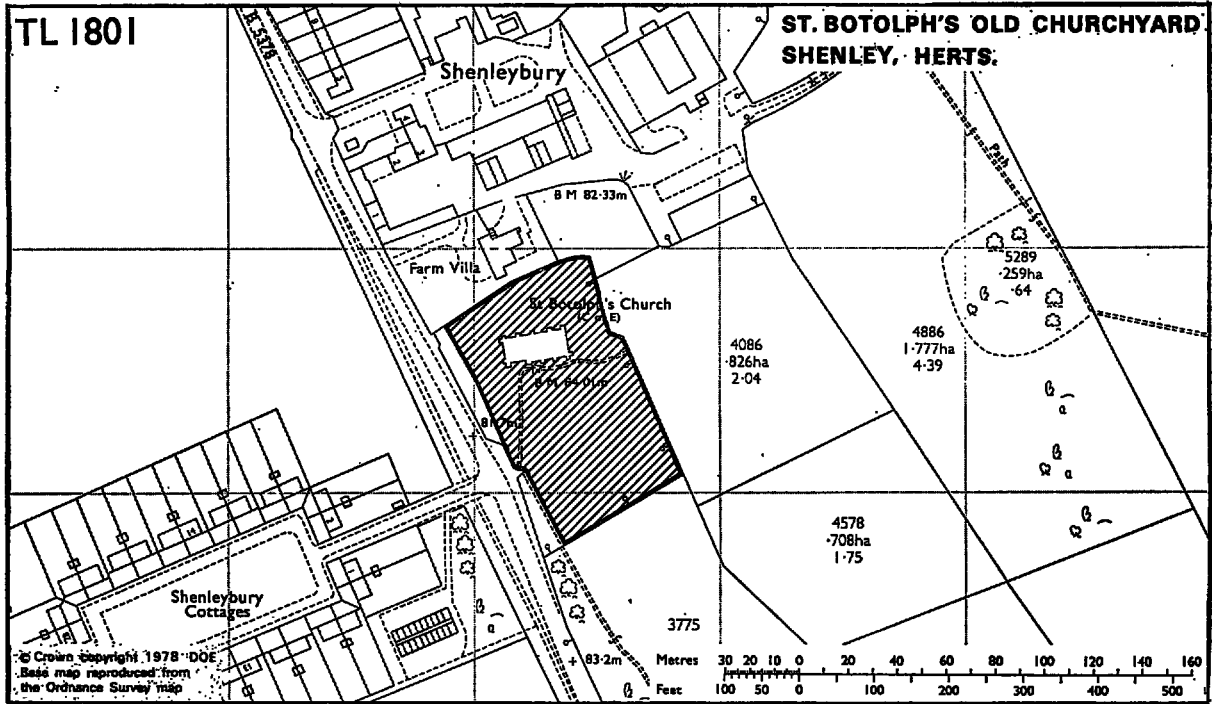 TL 1801
ST. BOTOLPH'S OLD CHURCHYARD
SHENLEY, HERTS.
Shenleybury
Path
B M 82·33m
Farm Villa
St Botolph's Church
(C of E)
5289
·259ha
·64
4086
·826ha
2·04
4886
1·777ha
4·39
81·7m
4578
·708ha
1·75
Shenleybury
Cottages
3775
83·2m
© Crown copyright 1978 DOE
Base map reproduced from
the Ordnance Survey map
Metres 30 20 10 0 20 40 60 80 100 120 140 160
Feet 100 50 0 100 200 300 400 500